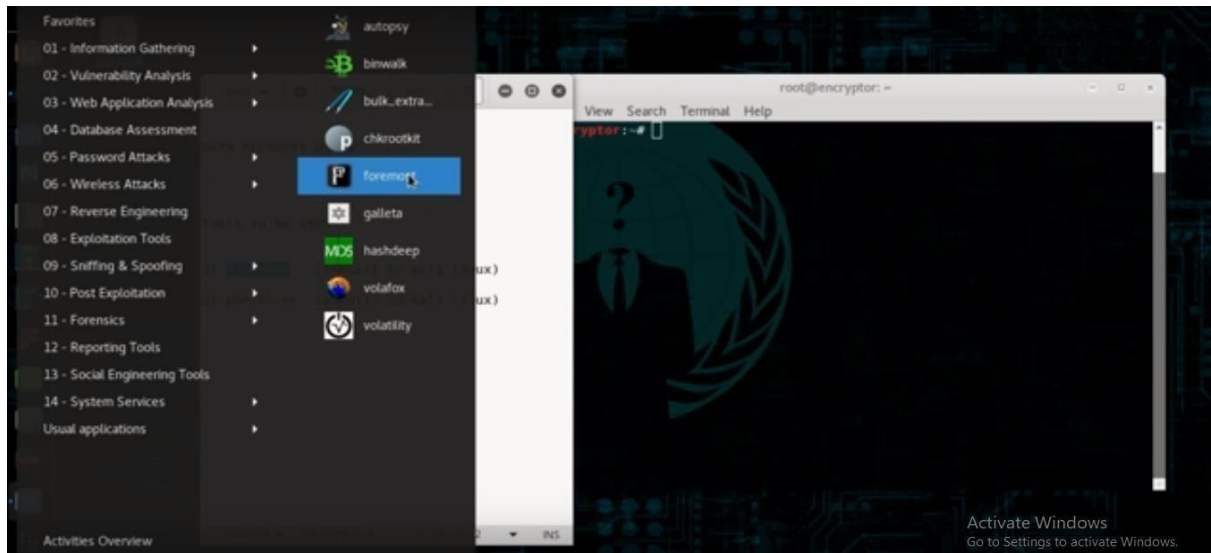 Favorites
01 - Information Gathering
02 - Vulnerability Analysis
03 - Web Application Analysis
04 - Database Assessment
05 - Password Attacks
06 - Wireless Attacks
07 - Reverse Engineering
08 - Exploitation Tools
09 - Sniffing & Spoofing
10 - Post Exploitation
11 - Forensics
12 - Reporting Tools
13 - Social Engineering Tools
14 - System Services
Usual applications
Activities Overview
autopsy
binwalk
bulk_extra...
chkrootkit
foremost
galleta
MD5 hashdeep
volafox
volatility
ux)
ux)
INS
root@encryptor: ~
View Search Terminal Help
ryptor:~#
?
Activate Windows
Go to Settings to activate Windows.